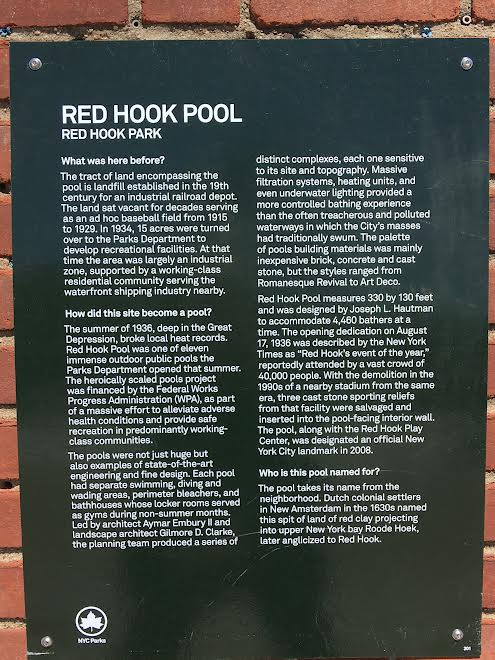 RED HOOK POOL
RED HOOK PARK
What was here before?
The tract of land encompassing the
pool is landfill established in the 19th
century for an industrial railroad depot.
The land sat vacant for decades serving
as an ad hoc baseball field from 1915
to 1929. In 1934, 15 acres were turned
over to the Parks Department to
develop recreational facilities. At that
time the area was largely an industrial
zone, supported by a working-class
residential community serving the
waterfront shipping industry nearby.
How did this site become a pool?
The summer of 1936, deep in the Great
Depression, broke local heat records.
Red Hook Pool was one of eleven
immense outdoor public pools the
Parks Department opened that summer.
The heroically scaled pools project
was financed by the Federal Works
Progress Administration (WPA), as part
of a massive effort to alleviate adverse
health conditions and provide safe
recreation in predominantly working-
class communities.
The pools were not just huge but
also examples of state-of-the-art
engineering and fine design. Each pool
had separate swimming, diving and
wading areas, perimeter bleachers, and
bathhouses whose locker rooms served
as gyms during non-summer months.
Led by architect Aymar Embury II and
landscape architect Gilmore D. Clarke,
the planning team produced a series of
distinct complexes, each one sensitive
to its site and topography. Massive
filtration systems, heating units, and
even underwater lighting provided a
more controlled bathing experience
than the often treacherous and polluted
waterways in which the City's masses
had traditionally swum. The palette
of pools building materials was mainly
inexpensive brick, concrete and cast
stone, but the styles ranged from
Romanesque Revival to Art Deco.
Red Hook Pool measures 330 by 130 feet
and was designed by Joseph L. Hautman
to accommodate 4,460 bathers at a
time. The opening dedication on August
17, 1936 was described by the New York
Times as "Red Hook's event of the year,"
reportedly attended by a vast crowd of
40,000 people. With the demolition in the
1990s of a nearby stadium from the same
era, three cast stone sporting reliefs
from that facility were salvaged and
inserted into the pool-facing interior wall.
The pool, along with the Red Hook Play
Center, was designated an official New
York City landmark in 2008.
Who is this pool named for?
The pool takes its name from the
neighborhood. Dutch colonial settlers
in New Amsterdam in the 1630s named
this spit of land of red clay projecting
into upper New York bay Roode Hoek,
later anglicized to Red Hook.
NYC Parks
201